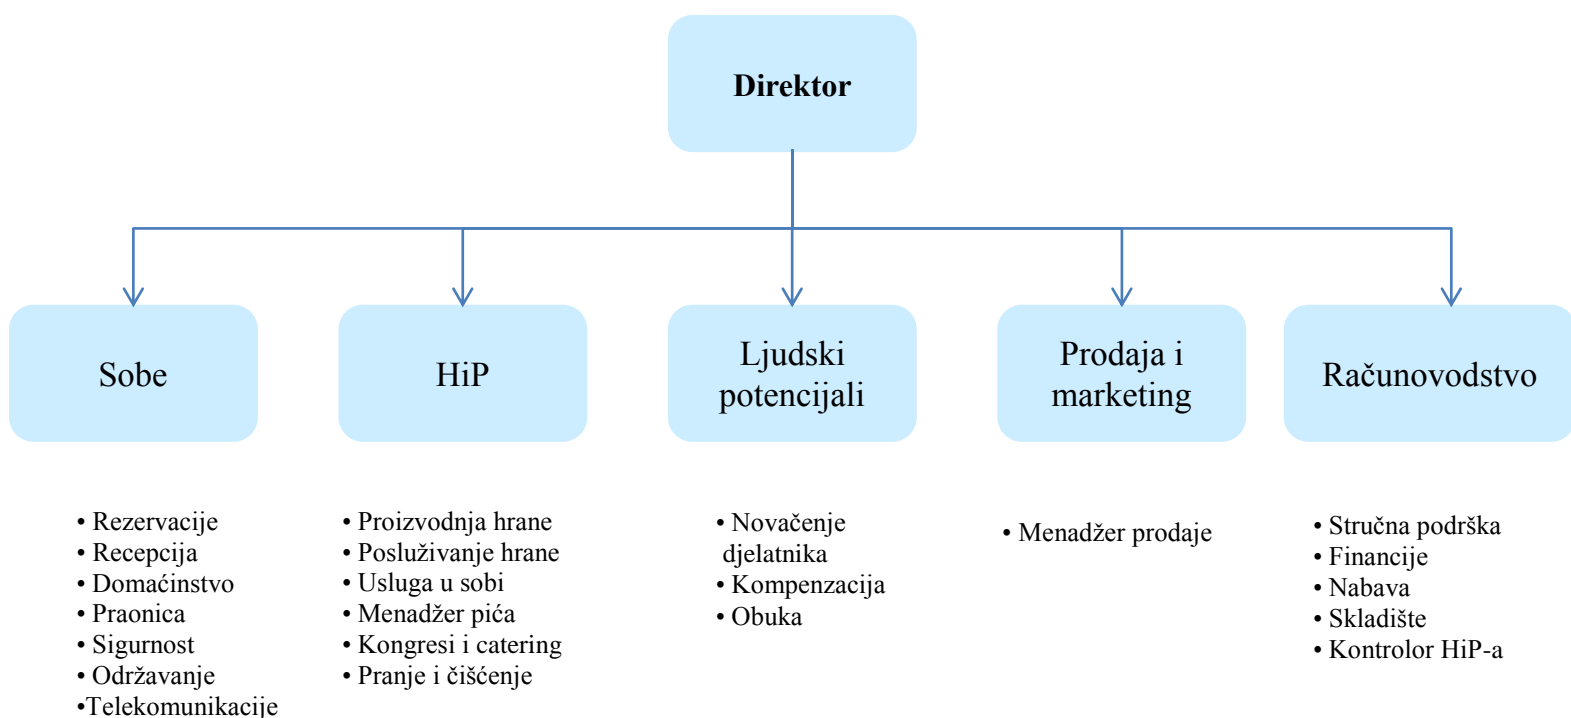 Direktor
Sobe
HiP
Ljudski
potencijali
Prodaja i
marketing
Računovodstvo
• Rezervacije
• Recepcija
• Domaćinstvo
• Praonica
• Sigurnost
• Održavanje
•Telekomunikacije
• Proizvodnja hrane
• Posluživanje hrane
• Usluga u sobi
• Menadžer pića
• Kongresi i catering
• Pranje i čišćenje
• Novačenje
djelatnika
• Kompenzacija
• Obuka
• Menadžer prodaje
• Stručna podrška
• Financije
• Nabava
• Skladište
• Kontrolor HiP-a